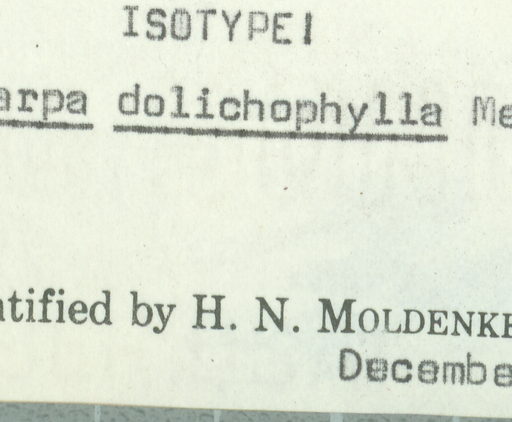 ISOTYPE!
arpa dolichophylla Me
ntified by H. N. MOLDENKE
Decembe